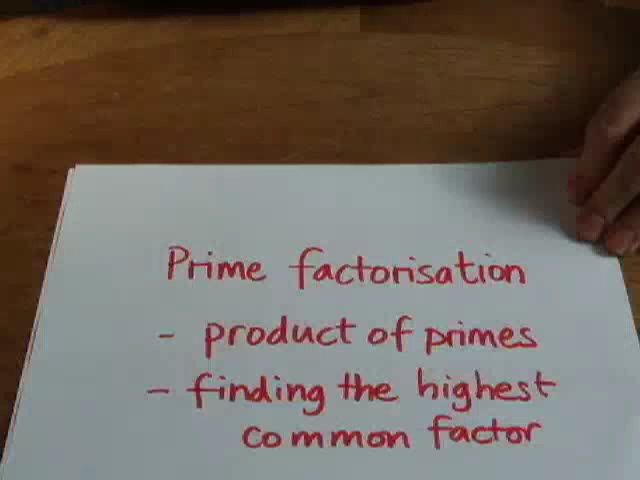 Prime factorisation
- product of primes
- finding the highest
common factor